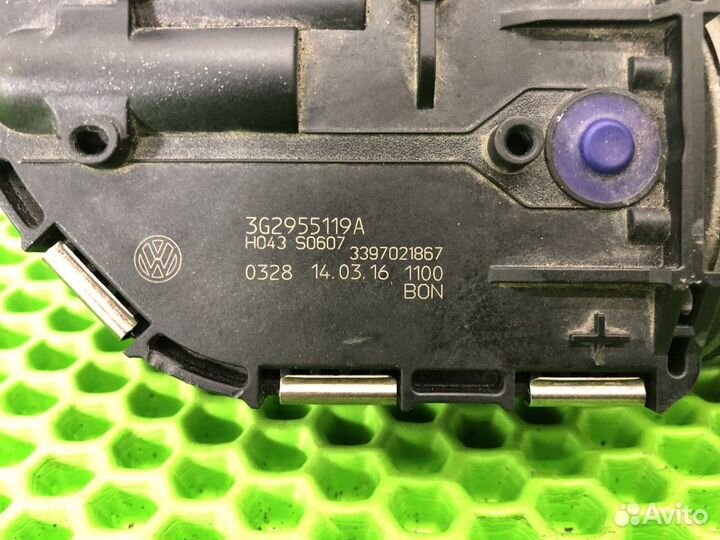 3G2955119A
H043 S0607
3397021867
0328 14.03.16 1100
BON
Avito